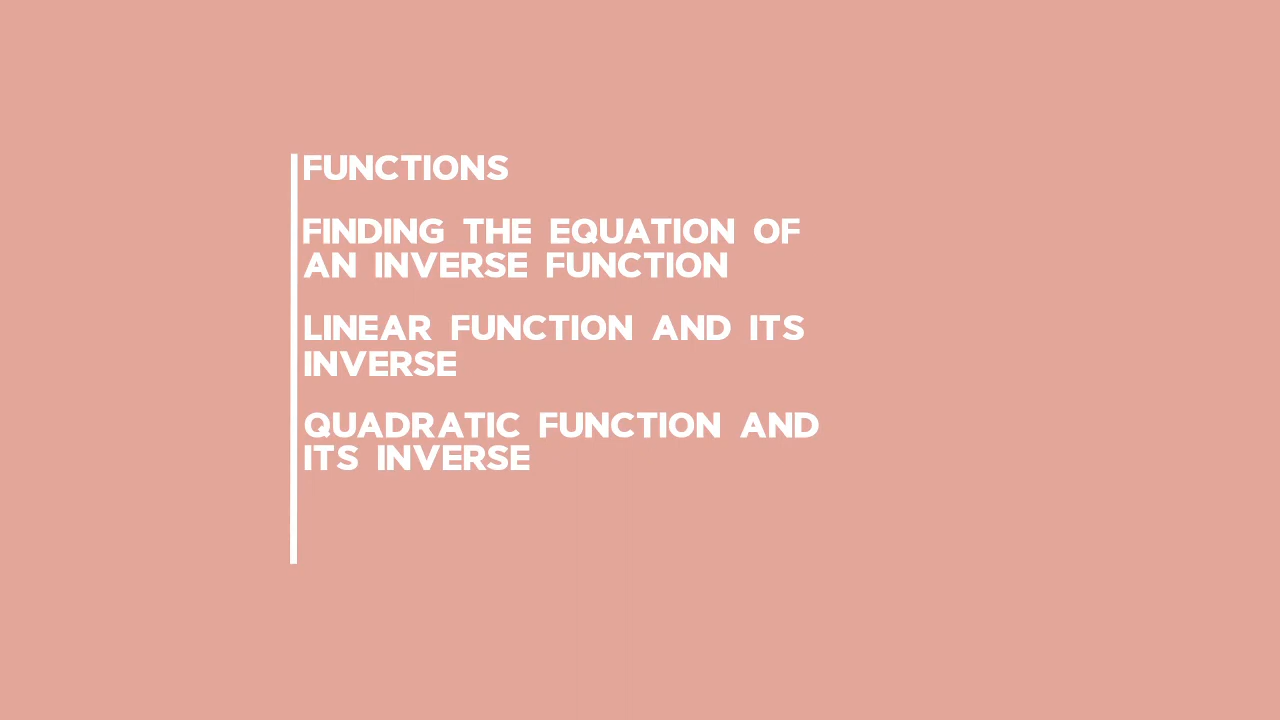 FUNCTIONS
FINDING THE EQUATION OF
AN INVERSE FUNCTION
LINEAR FUNCTION AND ITS
INVERSE
QUADRATIC FUNCTION AND
ITS INVERSE